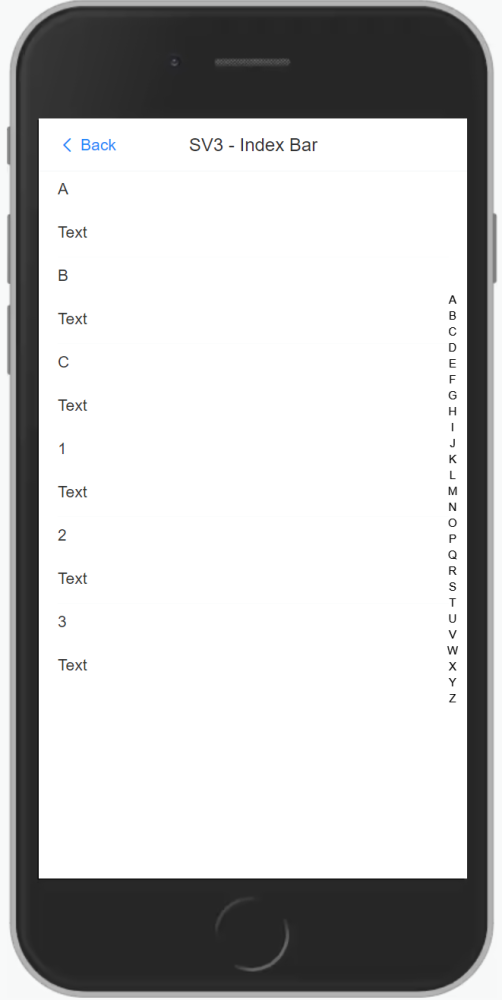 Back
SV3 - Index Bar
A
Text
B
Text
C
Text
1
Text
2
Text
3
Text
A
B
C
D
E
F
G
H
I
J
K
L
M
N
O
P
Q
R
S
T
U
V
W
X
Y
Z